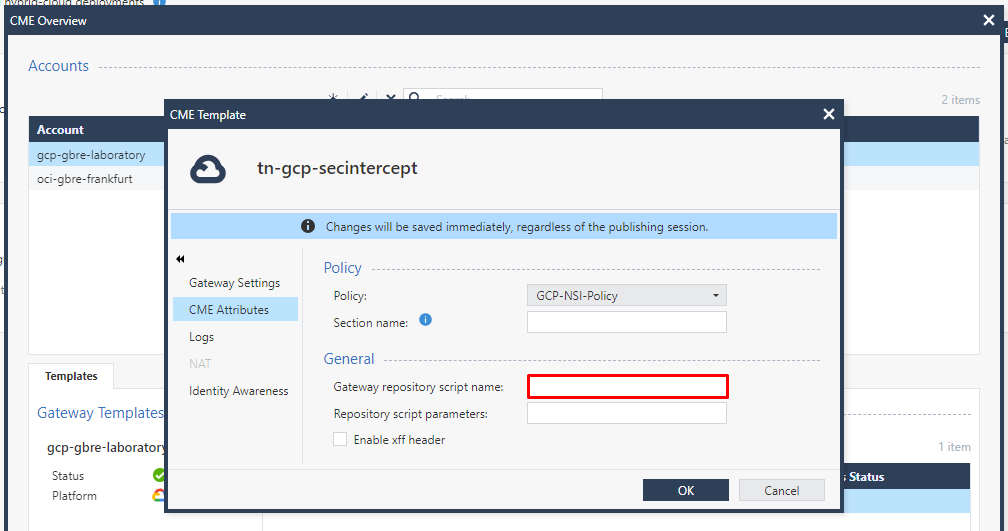 hybrid-cloud deployments
CME Overview
Accounts
Search
2 items
Account
gcp-gbre-laboratory
oci-gbre-frankfurt
CME Template
tn-gcp-secintercept
Changes will be saved immediately, regardless of the publishing session.
Gateway Settings
CME Attributes
Logs
NAT
Identity Awareness
Policy
Policy:
GCP-NSI-Policy
Section name:
General
Gateway repository script name:
Repository script parameters:
Enable xff header
OK
Cancel
Templates
Gateway Templates
gcp-gbre-laboratory
1 item
Status
Platform
Status